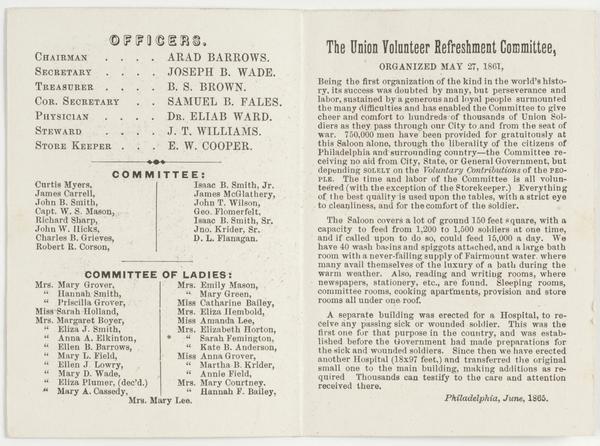 OFFICERS.
CHAIRMAN . . . . ARAD BARROWS.
SECRETARY . . . . JOSEPH B. WADE.
TREASURER . . . . B. S. BROWN.
COR. SECRETARY . . SAMUEL B. FALES.
PHYSICIAN . . . . DR. ELIAB WARD.
STEWARD . . . . J. T. WILLIAMS.
STORE KEEPER . . . E. W. COOPER.
COMMITTEE:
Curtis Myers,
James Carrell,
John B. Smith,
Capt. W. S. Mason,
Richard Sharp,
John W. Hicks,
Charles B. Grieves,
Robert R. Corson,
Isaac B. Smith, Jr.
James McGlathery,
John T. Wilson,
Geo. Flomerfelt,
Isaac B. Smith, Sr.
Jno. Krider, Sr.
D. L. Flanagan.
COMMITTEE OF LADIES:
Mrs. Mary Grover,
“ Hannah Smith,
“ Priscilla Grover,
Miss Sarah Holland,
Mrs. Margaret Boyer,
“ Eliza J. Smith,
“ Anna A. Elkinton,
“ Ellen B. Burrows,
“ Mary L. Field,
“ Ellen J. Lowry,
“ Mary D. Wade,
“ Eliza Plumer, (dec'd.)
“ Mary A. Cassedy,
Mrs. Emily Mason,
“ Mary Green,
Miss Catharine Bailey,
Mrs. Eliza Hembold,
Miss Amanda Lee,
Mrs. Elizabeth Horton,
“ Sarah Femington,
“ Kate B. Anderson,
Miss Anna Grover,
“ Martha B. Krider,
“ Annie Field,
Mrs. Mary Courtney.
“ Hannah F. Bailey,
Mrs. Mary Lee.
The Union Volunteer Refreshment Committee,
ORGANIZED MAY 27, 1861,
Being the first organization of the kind in the world's histo-
ry, its success was doubted by many, but perseverance and
labor, sustained by a generous and loyal people surmounted
the many difficulties and has enabled the Committee to give
cheer and comfort to hundreds of thousands of Union Sol-
diers as they pass through our City to and from the seat of
war. 750,000 men have been provided for gratuitously at
this Saloon alone, through the liberality of the citizens of
Philadelphia and surrounding country—the Committee re-
ceiving no aid from City, State, or General Government, but
depending SOLELY on the Voluntary Contributions of the PEO-
PLE. The time and labor of the Committee is all volun-
teered (with the exception of the Storekeeper.) Everything
of the best quality is used upon the tables, with a strict eye
to cleanliness, and for the comfort of the soldier.
The Saloon covers a lot of ground 150 feet square, with a
capacity to feed from 1,200 to 1,500 soldiers at one time,
and if called upon to do so, could feed 15,000 a day. We
have 40 wash basins and spiggots attached, and a large bath
room with a never-failing supply of Fairmount water. where
many avail themselves of the luxury of a bath during the
warm weather. Also, reading and writing rooms, where
newspapers, stationery, etc., are found. Sleeping rooms,
committee rooms, cooking apartments, provision and store
rooms all under one roof.
A separate building was erected for a Hospital, to re-
ceive any passing sick or wounded soldier. This was the
first one for that purpose in the country, and was estab-
lished before the Government had made preparations for
the sick and wounded soldiers. Since then we have erected
another Hospital (18x97 feet,) and transferred the original
small one to the main building, making additions as re-
quired Thousands can testify to the care and attention
received there.
Philadelphia, June, 1865.